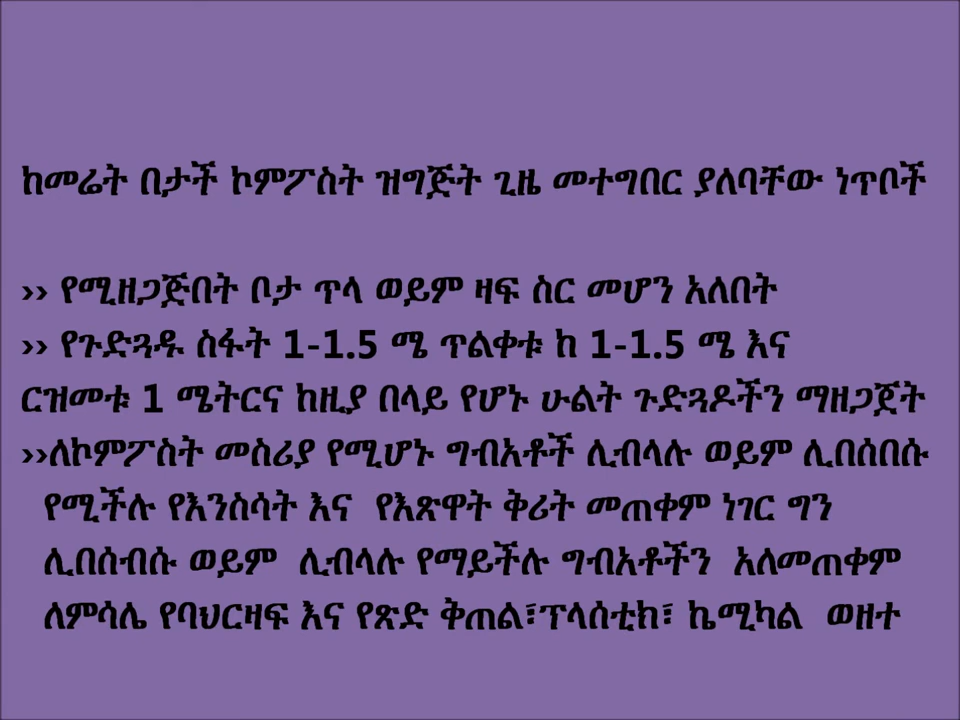 ከመሬት በታች ኮምፖስት ዝግጅት ጊዜ መተግበር ያለባቸው ነጥቦች
›› የሚዘጋጅበት ቦታ ጥላ ወይም ዛፍ ስር መሆን አለበት
›› የጉድጓዱ ስፋት 1-1.5 ሜ ጥልቀቱ ከ 1-1.5 ሜ እና
ርዝመቱ 1 ሜትርና ከዚያ በላይ የሆኑ ሁልት ጉድጓዶችን ማዘጋጀት
››ለኮምፖስት መስሪያ የሚሆኑ ግብአቶች ሊብላሉ ወይም ሊበሰበሱ
የሚችሉ የእንስሳት እና የእጽዋት ቅሪት መጠቀም ነገር ግን
ሊበሰብሱ ወይም ሊብላሉ የማይችሉ ግብአቶችን አለመጠቀም
ለምሳሌ የባህርዛፍ እና የጽድ ቅጠል፣ፕላሰቲክ፣ ኬሚካል ወዘተ